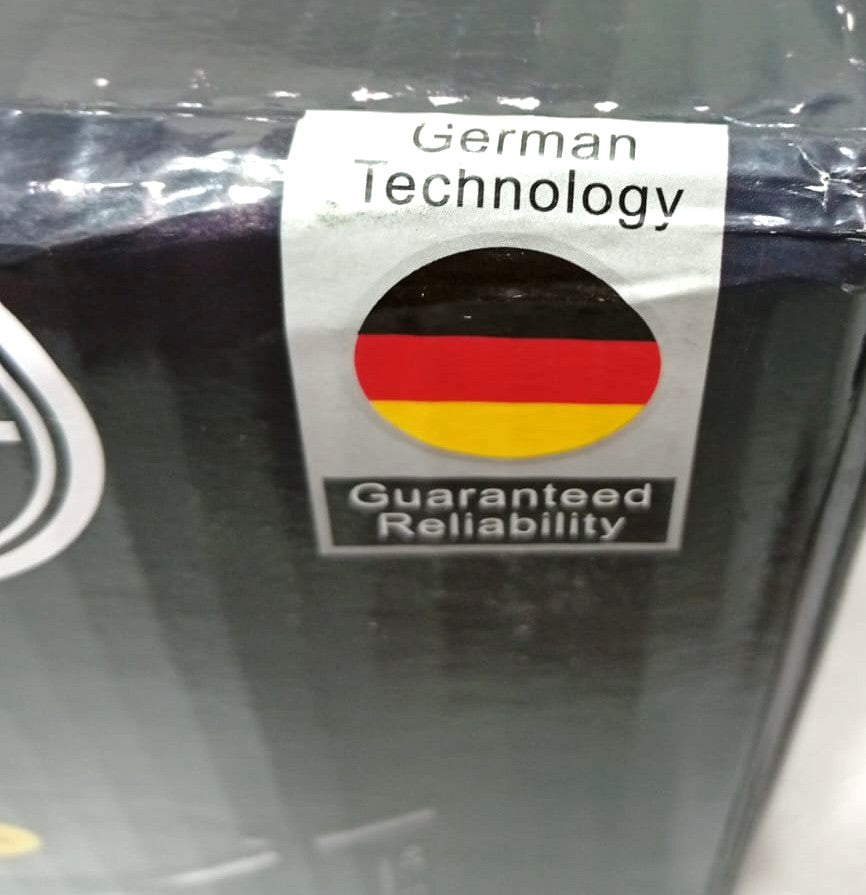 German
Technology
Guaranteed
Reliability